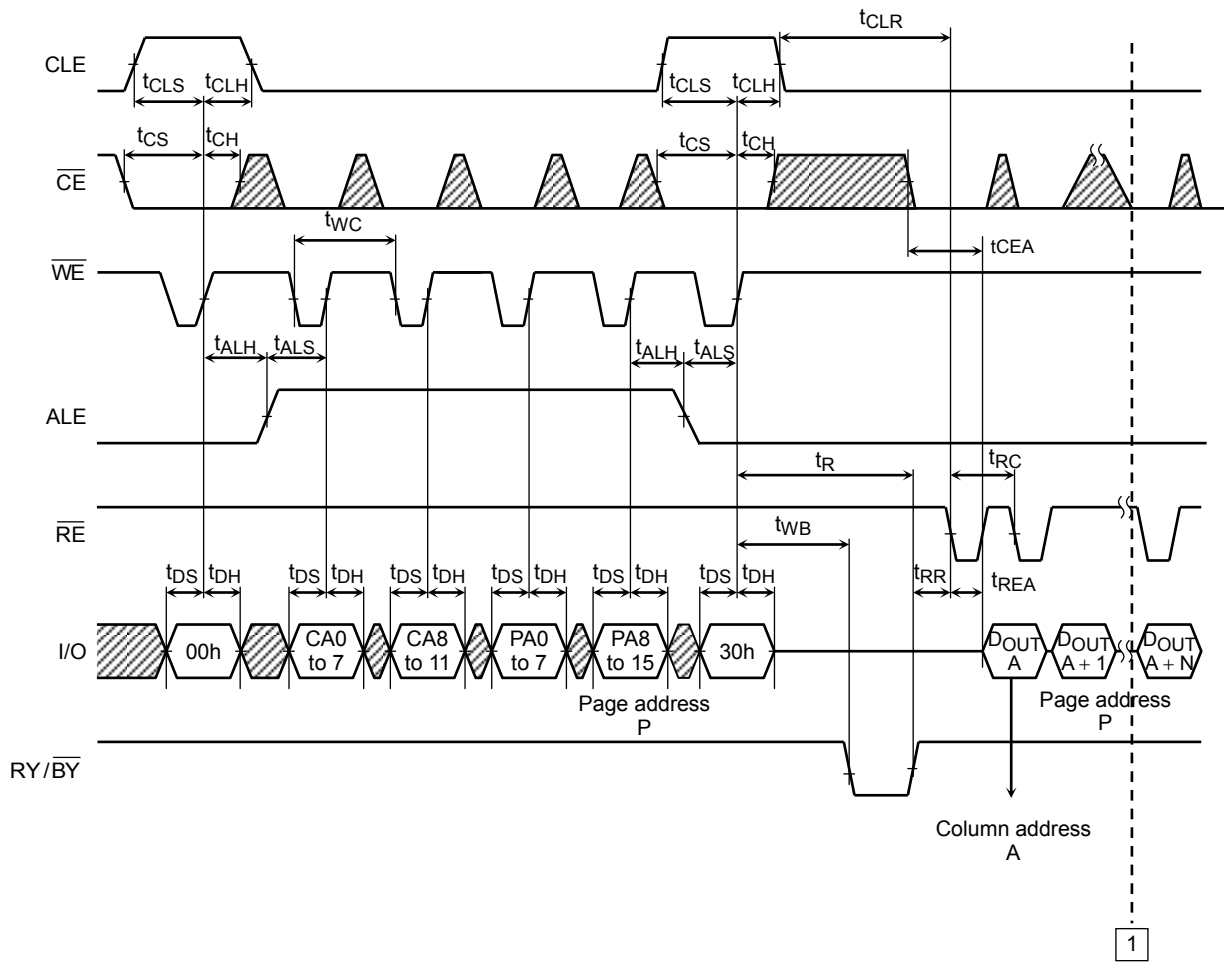 tCLR
CLE
tCLS tCLH tCLS tCLH
tCS tCH tCS tCH
CE
tWC tCEA
WE
tALH tALS tALH tALS
ALE
tR tRC
RE
tWB
tDS tDH tDS tDH tDS tDH tDS tDH tDS tDH tDS tDH tRR tREA
I/O
00h
CA0
to 7
CA8
to 11
PA0
to 7
PA8
to 15
30h
DOUT
A
DOUT
A + 1
DOUT
A + N
Page address
P
Page address
P
RY/BY
Column address
A
1